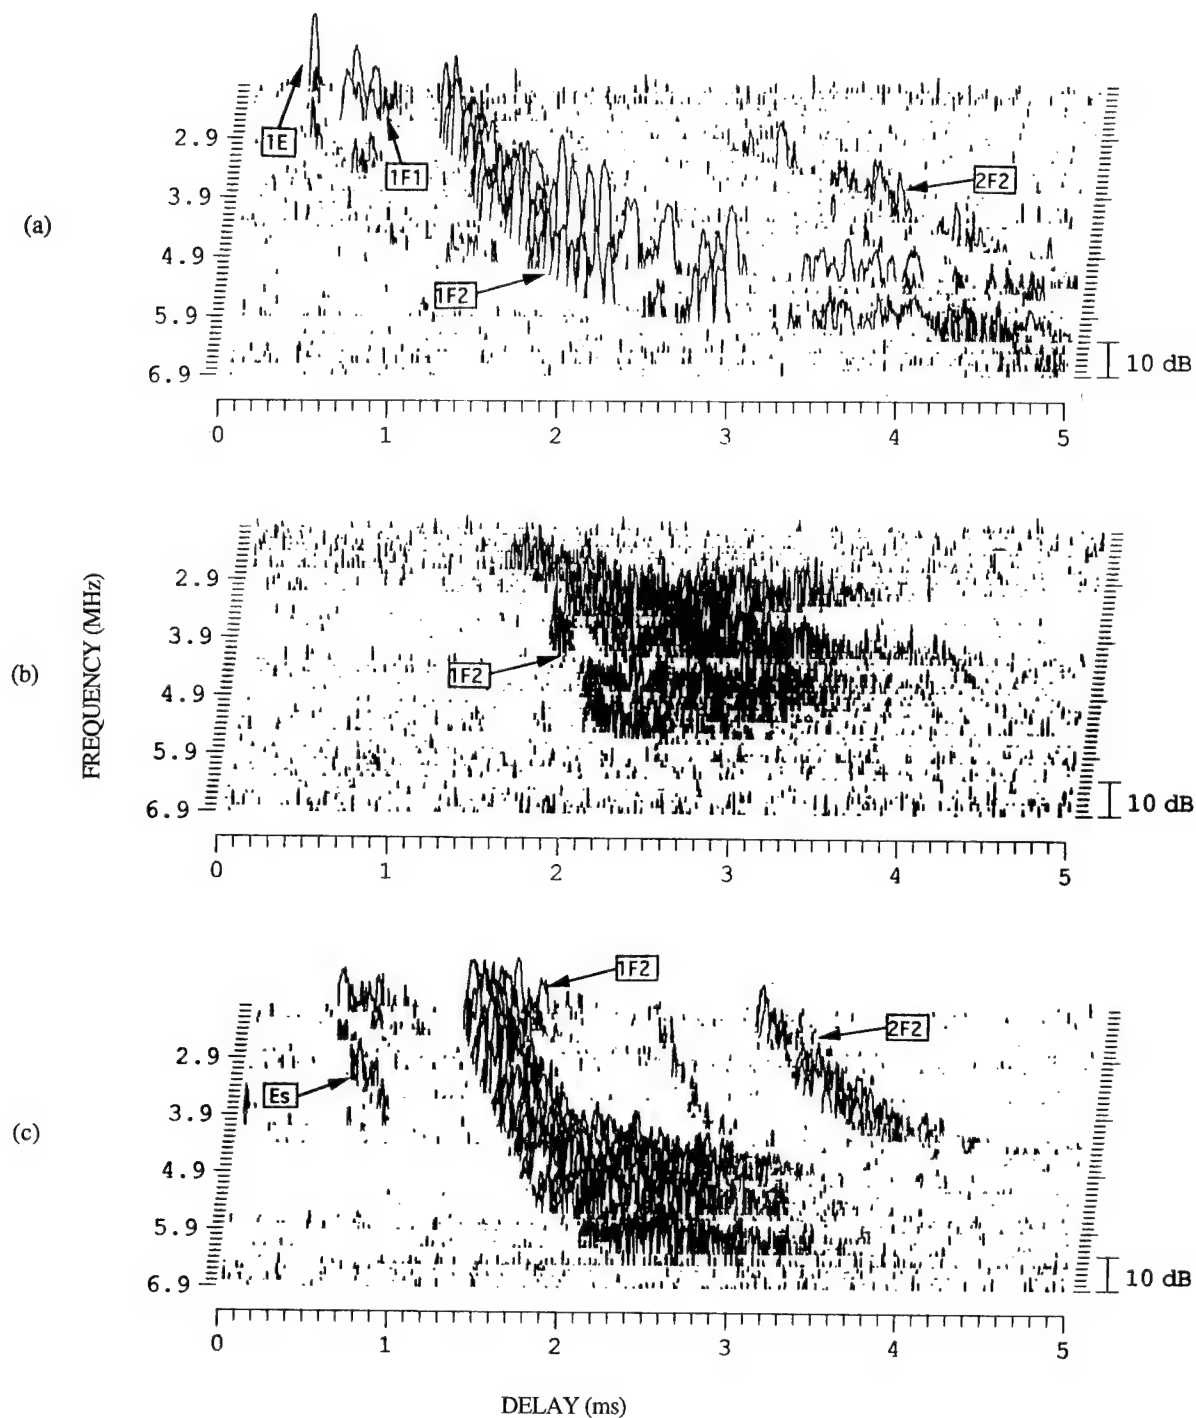 (a)
1E
1F1
1F2
2F2
2.9
3.9
4.9
5.9
6.9
10 dB
0 1 2 3 4 5
(b)
FREQUENCY (MHz)
1F2
2.9
3.9
4.9
5.9
6.9
10 dB
0 1 2 3 4 5
(c)
1F2
2F2
Es
2.9
3.9
4.9
5.9
6.9
10 dB
0 1 2 3 4 5
DELAY (ms)